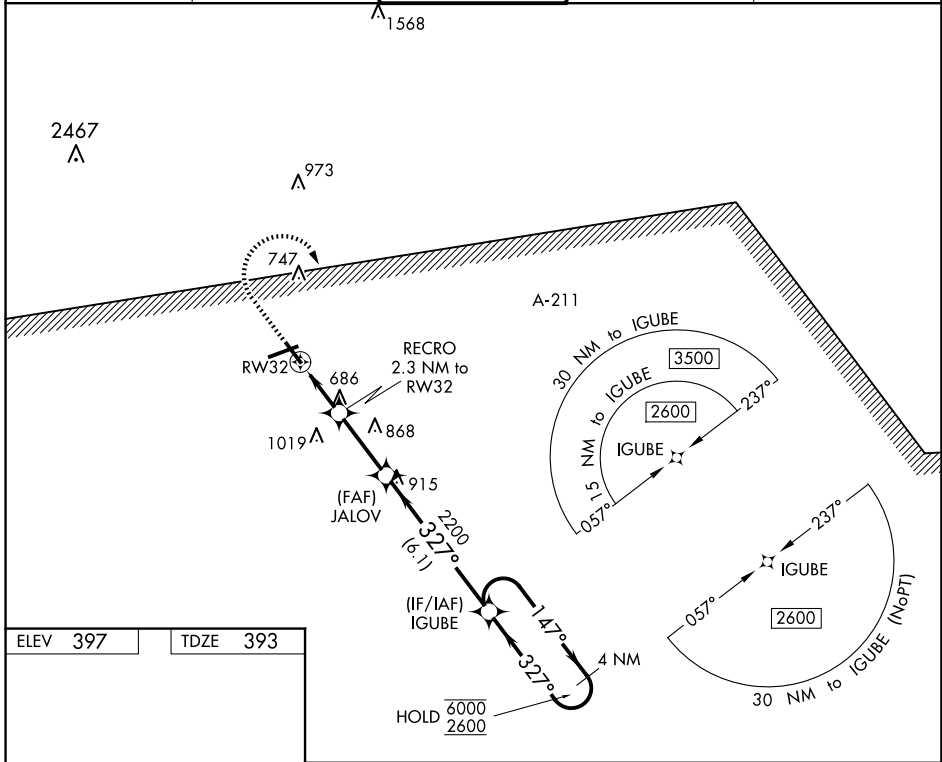 1568
2467
973
747
A-211
RW32
RECRO
2.3 NM to
RW32
686
1019
868
(FAF)
JALOV
915
2200
327°
(6.1)
(IF/IAF)
IGUBE
147°
327°
4 NM
HOLD 6000
2600
30 NM to IGUBE
3500
15 NM to IGUBE
2600
237°
IGUBE
057°
237°
IGUBE
057°
2600
30 NM to IGUBE (NoPT)
ELEV 397
TDZE 393